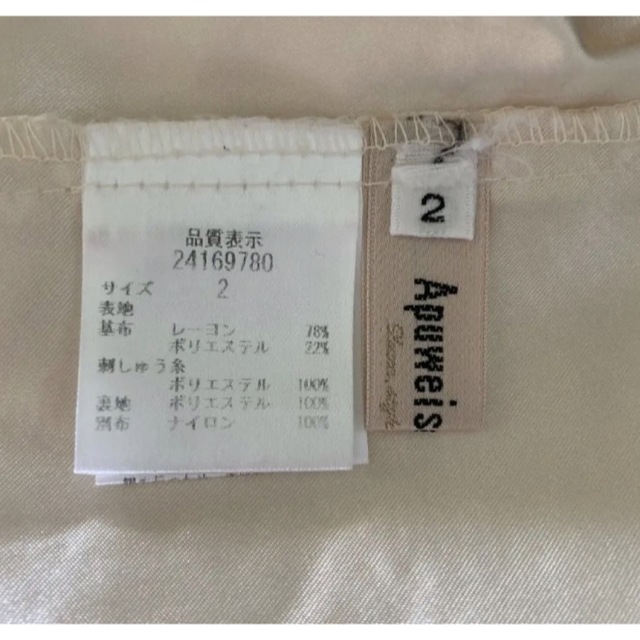 品質表示
24169780
サイズ 2
表地
基布 レーヨン 78%
ポリエステル 22%
刺しゅう糸
ポリエステル 100%
裏地 ポリエステル 100%
別布 ナイロン 100%
2
Apuweis